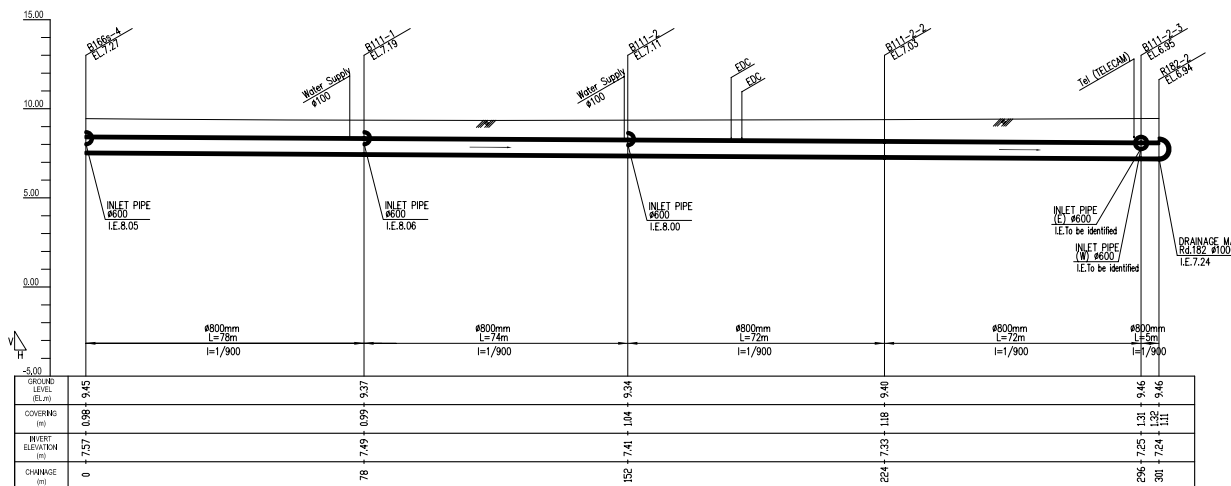 15.00
10.00
5.00
0.00
-5.00
V
H
B166s-4
EL.7.27
Water Supply
ø100
B111-1
EL.7.19
Water Supply
ø100
B111-2
EL.7.11
EDC
EDC
B111-2-2
EL.7.03
Tel (TELECAM)
B111-2-3
EL.6.95
R182-2
EL.6.94
INLET PIPE
ø600
I.E.8.05
INLET PIPE
ø600
I.E.8.06
INLET PIPE
ø600
I.E.8.00
INLET PIPE
(E) ø600
I.E.To be identified
INLET PIPE
(W) ø600
I.E.To be identified
DRAINAGE
Rd.182 ø100
I.E.7.24
ø800mm
L=78m
I=1/900
ø800mm
L=74m
I=1/900
ø800mm
L=72m
I=1/900
ø800mm
L=72m
I=1/900
ø800mm
L=5m
I=1/900
GROUND
LEVEL
(EL.m)
9.45 9.37 9.34 9.40 9.46 9.46
COVERING
(m)
0.98 0.99 1.04 1.18 1.31 1.32 1.11
INVERT
ELEVATION
(m)
7.57 7.49 7.41 7.33 7.25 7.24
CHAINAGE
(m)
0 78 152 224 296 301